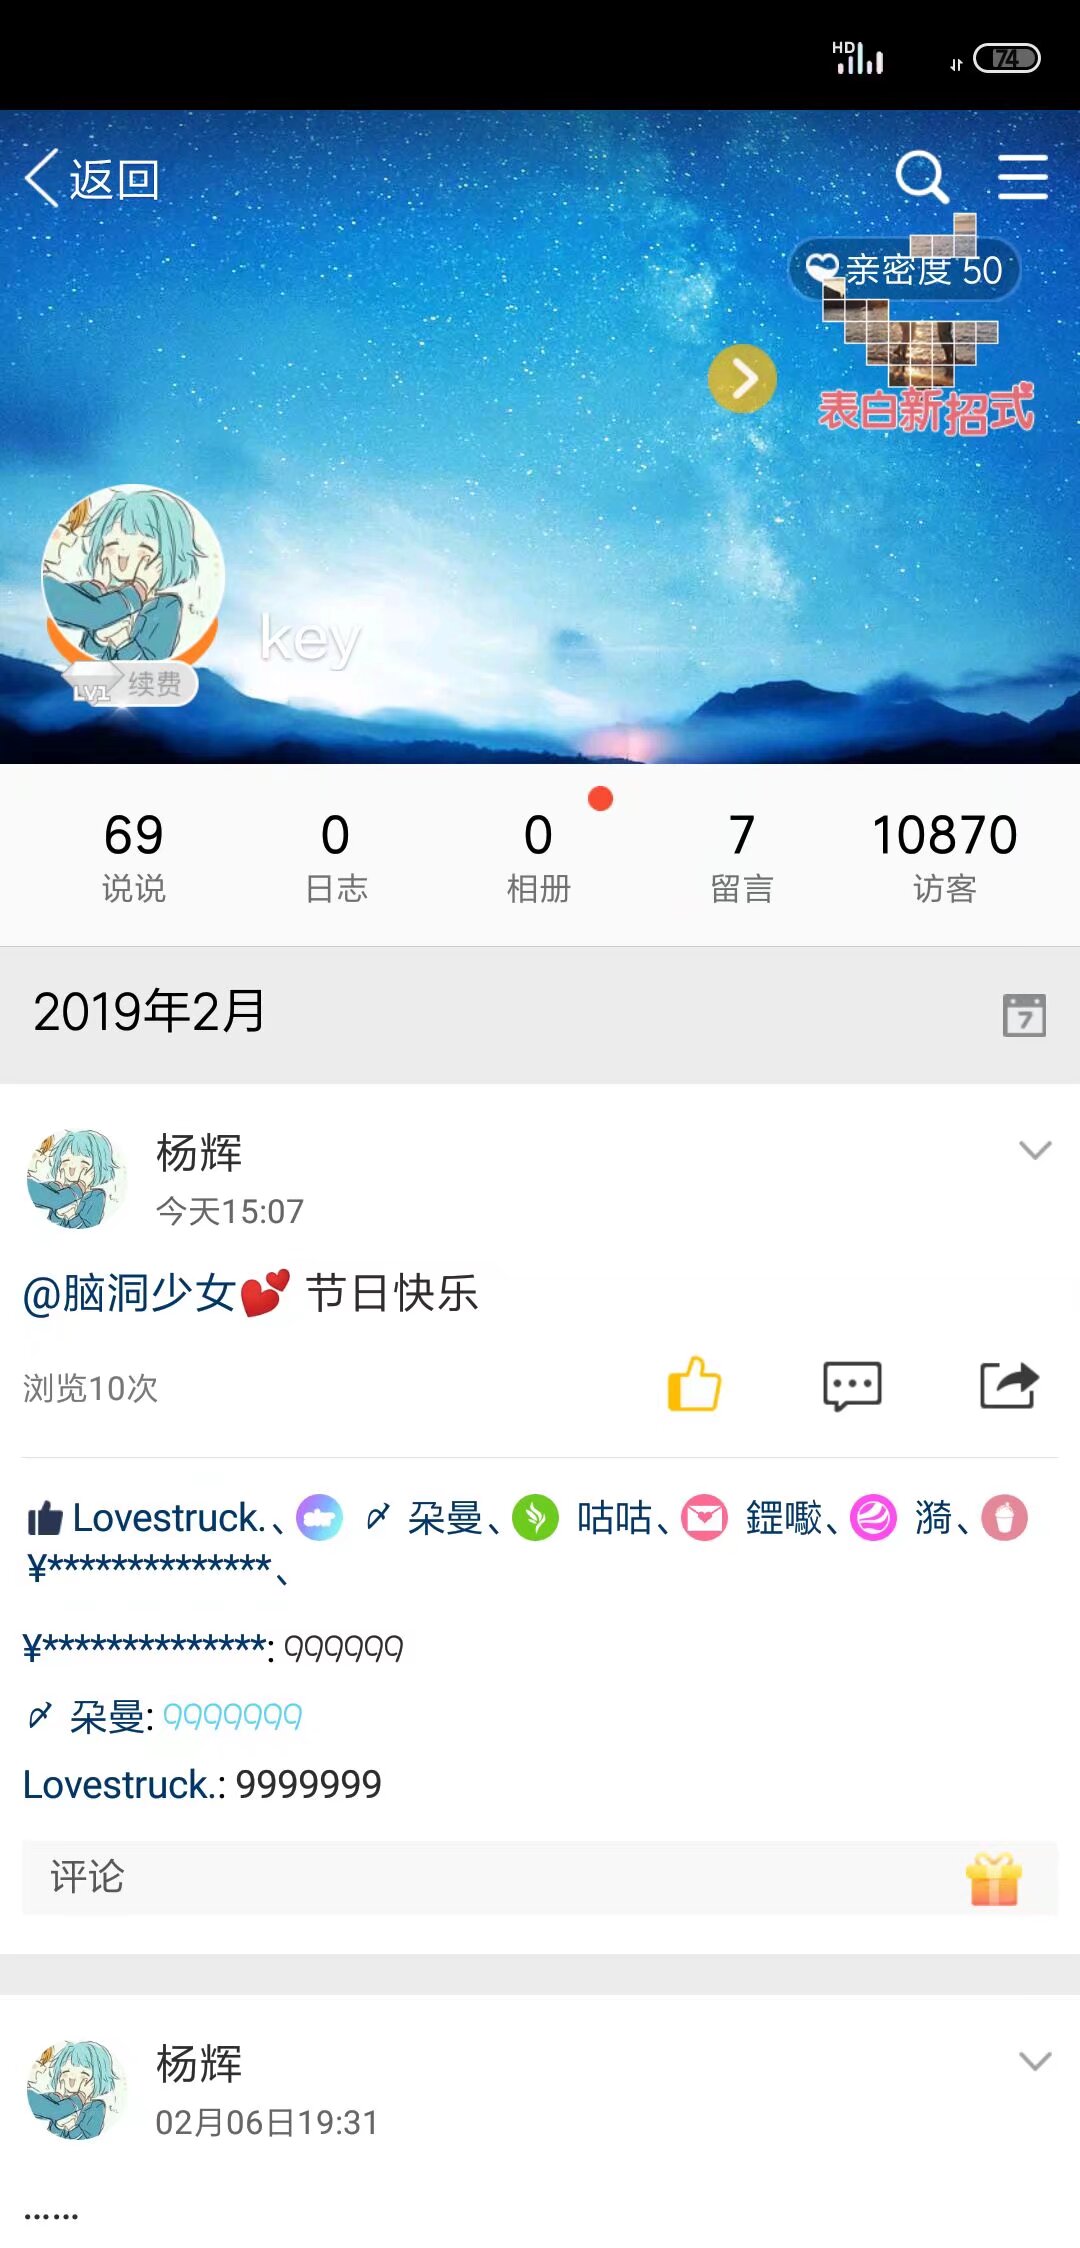 HD 74
返回
亲密度 50
表白新招式
key
LV1 续费
69 0 0 7 10870
说说 日志 相册 留言 访客
2019年2月
7
杨辉
今天15:07
@脑洞少女💕 节日快乐
浏览10次
Lovestruck.、 朶曼、 咕咕、 鏗噷、 漪、
¥**************、
¥**************: 999999
朶曼: 9999999
Lovestruck.: 9999999
评论
杨辉
02月06日19:31
······